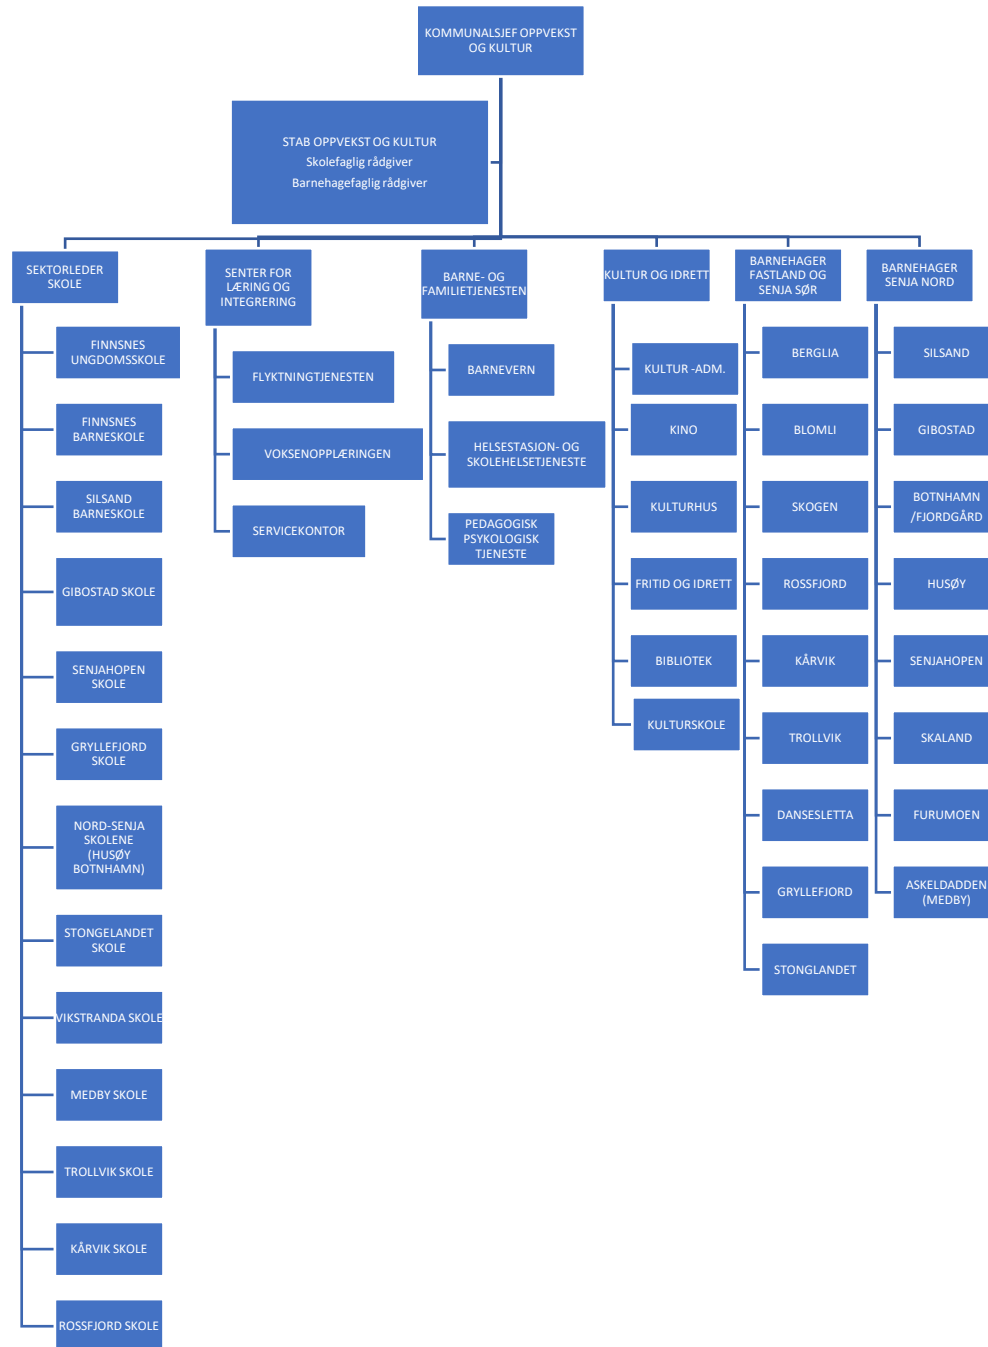 KOMMUNALSJEF OPPVEKST
OG KULTUR
STAB OPPVEKST OG KULTUR
Skolefaglig rådgiver
Barnehagefaglig rådgiver
SEKTORLEDER
SKOLE
FINNSNES
UNGDOMSSKOLE
FINNSNES
BARNESKOLE
SILSAND
BARNESKOLE
GIBOSTAD SKOLE
SENJAHOPEN
SKOLE
GRYLLEFJORD
SKOLE
NORD-SENJA
SKOLENE
(HUSØY
BOTNHAMN)
STONGELANDET
SKOLE
VIKSTRANDA SKOLE
MEDBY SKOLE
TROLLVIK SKOLE
KÅRVIK SKOLE
ROSSFJORD SKOLE
SENTER FOR
LÆRING OG
INTEGRERING
FLYKTNINGTJENESTEN
VOKSENOPPLÆRINGEN
SERVICEKONTOR
BARNE- OG
FAMILIETJENESTEN
BARNEVERN
HELSESTASJON- OG
SKOLEHELSETJENESTE
PEDAGOGISK
PSYKOLOGISK
TJENESTE
KULTUR OG IDRETT
KULTUR -ADM.
KINO
KULTURHUS
FRITID OG IDRETT
BIBLIOTEK
KULTURSKOLE
BARNEHAGER
FASTLAND OG
SENJA SØR
BERGLIA
BLOMLI
SKOGEN
ROSSFJORD
KÅRVIK
TROLLVIK
DANSESLETTA
GRYLLEFJORD
STONGLANDET
BARNEHAGER
SENJA NORD
SILSAND
GIBOSTAD
BOTNHAMN
/FJORDGÅRD
HUSØY
SENJAHOPEN
SKALAND
FURUMOEN
ASKELDADDEN
(MEDBY)